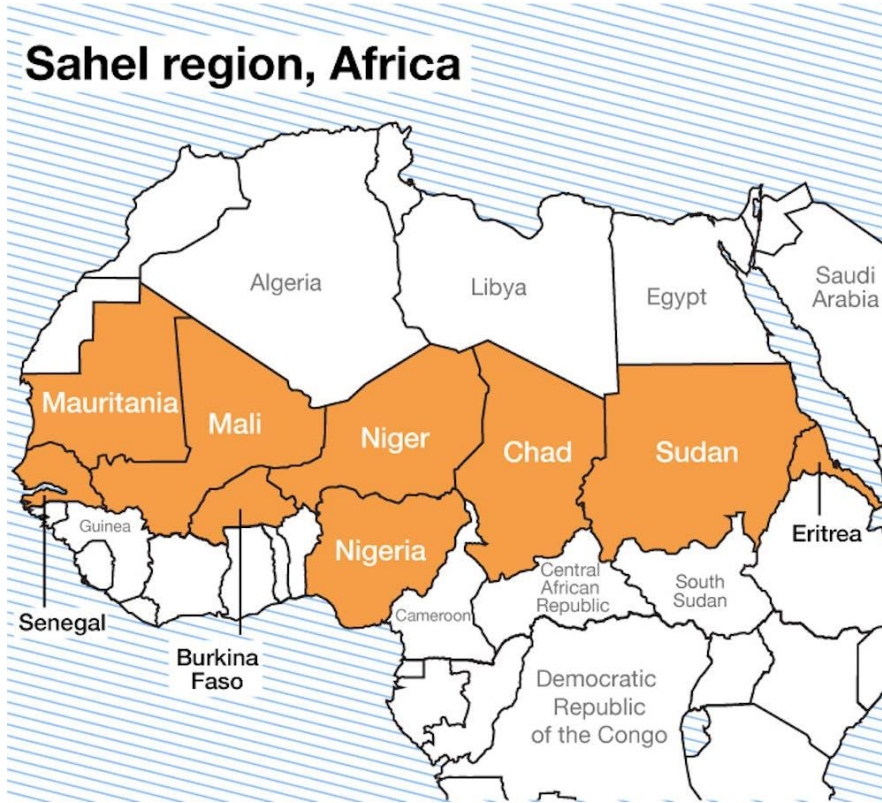 Sahel region, Africa
Algeria
Libya
Egypt
Saudi
Arabia
Mauritania
Mali
Niger
Chad
Sudan
Guinea
Nigeria
Eritrea
Senegal
Burkina
Faso
Cameroon
Central
African
Republic
South
Sudan
Democratic
Republic
of the Congo